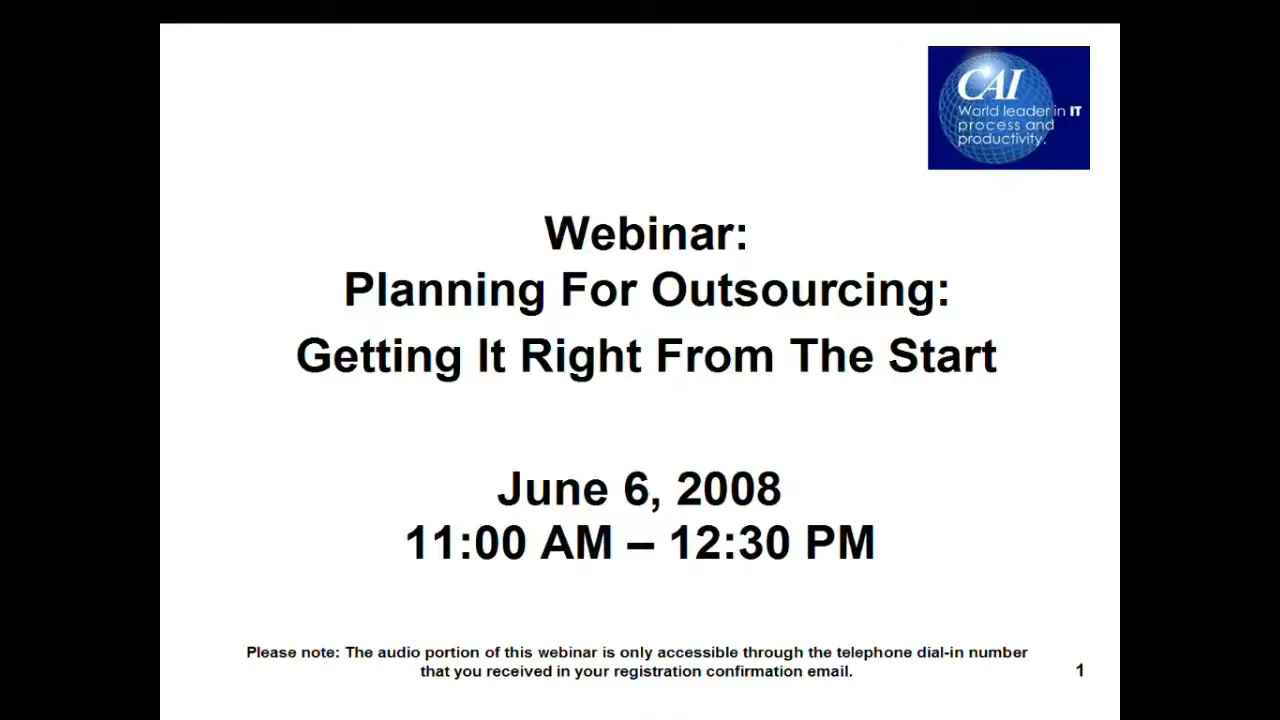 CAI
World leader in IT
process and
productivity.
Webinar:
Planning For Outsourcing:
Getting It Right From The Start
June 6, 2008
11:00 AM – 12:30 PM
Please note: The audio portion of this webinar is only accessible through the telephone dial-in number
that you received in your registration confirmation email.
1